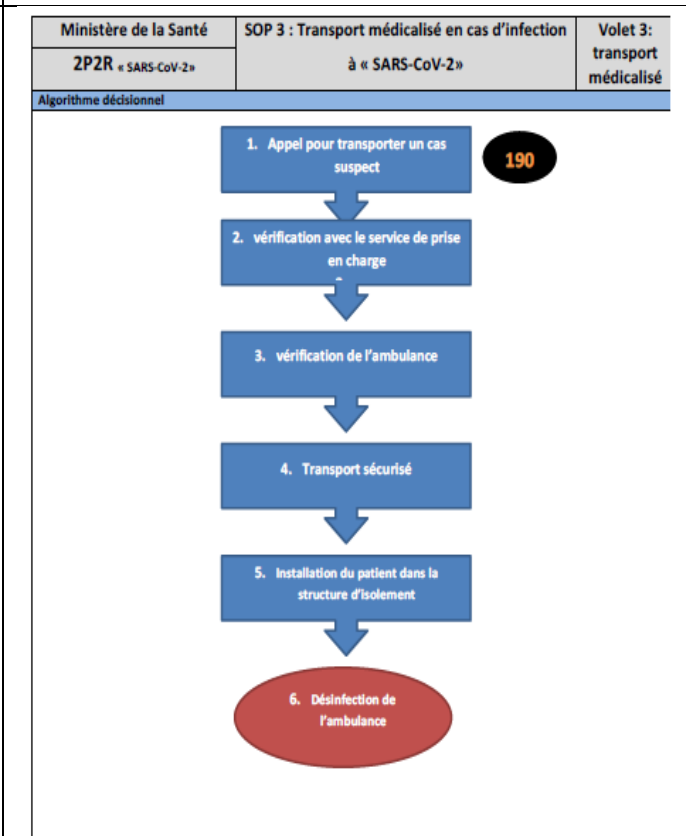 Ministère de la Santé
SOP 3 : Transport médicalisé en cas d'infection
à « SARS-CoV-2»
Volet 3:
transport
médicalisé
2P2R « SARS-CoV-2»
Algorithme décisionnel
1. Appel pour transporter un cas
suspect
190
2. vérification avec le service de prise
en charge
3. vérification de l'ambulance
4. Transport sécurisé
5. Installation du patient dans la
structure d'isolement
6. Désinfection de
l'ambulance